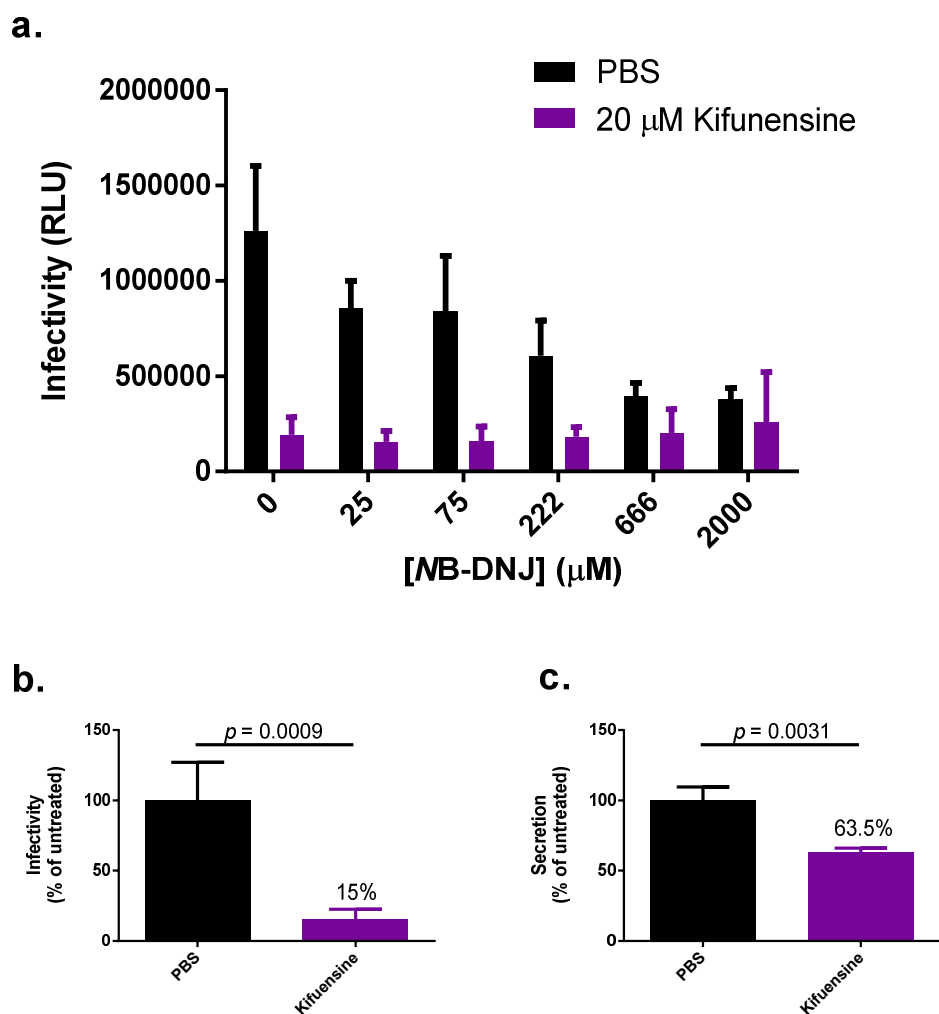 a.
PBS
20 μM Kifunensine
Infectivity (RLU)
2000000
1500000
1000000
500000
0
0
25
75
222
666
2000
[NB-DNJ] (μM)
b.
Infectivity
(% of untreated)
150
100
50
0
p = 0.0009
15%
PBS
Kifuensine
c.
Secretion
(% of untreated)
150
100
50
0
p = 0.0031
63.5%
PBS
Kifuensine